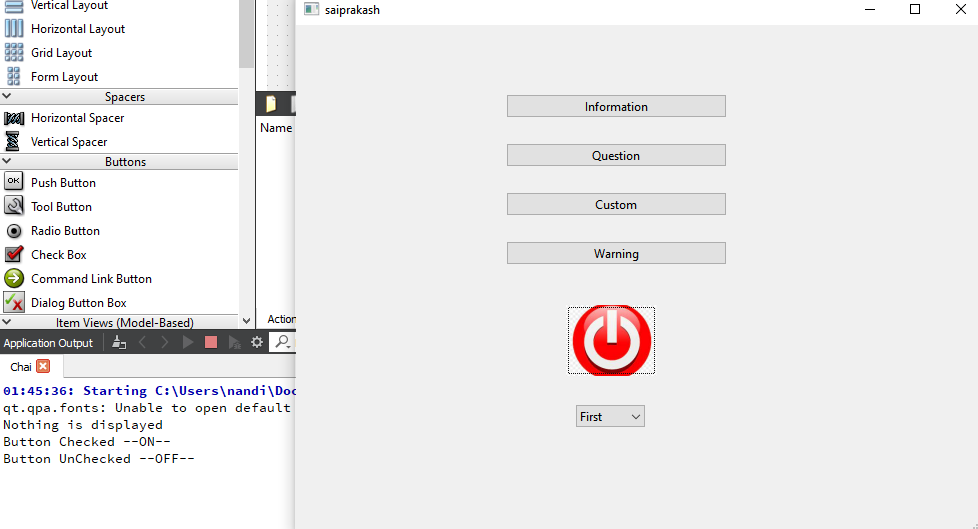 Vertical Layout
Horizontal Layout
Grid Layout
Form Layout
Spacers
Horizontal Spacer
Vertical Spacer
Buttons
OK
Push Button
Tool Button
Radio Button
Check Box
Command Link Button
Dialog Button Box
Item Views (Model-Based)
Name
Action
saiprakash
Information
Question
Custom
Warning
First
Application Output
Chai
01:45:36: Starting C:\Users\nandi\Doc
qt.qpa.fonts: Unable to open default
Nothing is displayed
Button Checked --ON--
Button UnChecked --OFF--